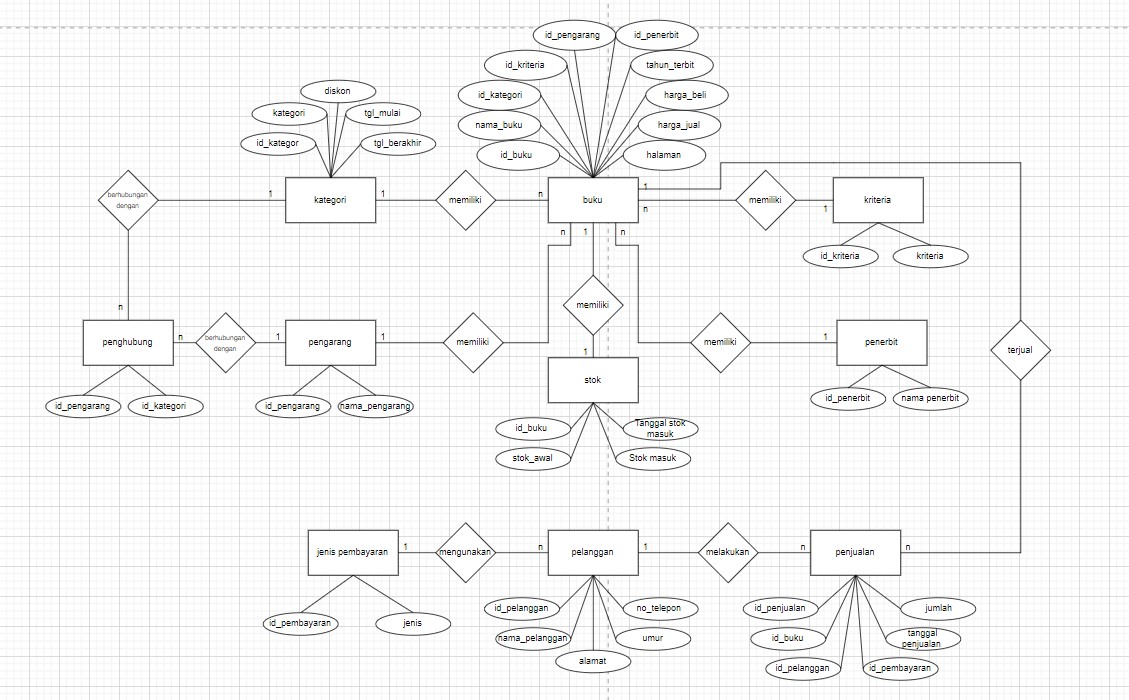 id_pengarang
id_penerbit
id_kriteria
tahun_terbit
diskon
id_kategori
harga_beli
kategori
tgl_mulai
nama_buku
harga_jual
id_kategor
tgl_berakhir
id_buku
halaman
berhubungan
dengan
1
kategori
1
memiliki
n
buku
1
n
memiliki
1
kriteria
n
1
n
id_kriteria
kriteria
n
memiliki
penghubung
n
berhubungan
dengan
1
pengarang
1
memiliki
1
memiliki
1
penerbit
terjual
stok
id_pengarang
id_kategori
id_pengarang
nama_pengarang
id_penerbit
nama penerbit
id_buku
Tanggal stok
masuk
stok_awal
Stok masuk
jenis pembayaran
1
mengunakan
n
pelanggan
1
melakukan
n
penjualan
n
id_pembayaran
jenis
id_pelanggan
no_telepon
nama_pelanggan
umur
alamat
id_penjualan
jumlah
id_buku
tanggal
penjualan
id_pelanggan
id_pembayaran